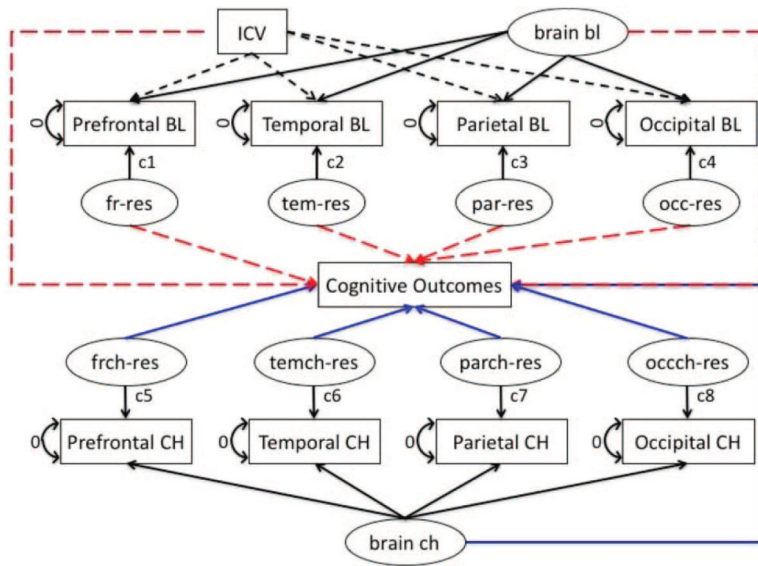 ICV
brain bl
0 Prefrontal BL 0 Temporal BL 0 Parietal BL 0 Occipital BL
c1 c2 c3 c4
fr-res tem-res par-res occ-res
Cognitive Outcomes
frch-res temch-res parch-res occch-res
c5 c6 c7 c8
0 Prefrontal CH 0 Temporal CH 0 Parietal CH 0 Occipital CH
brain ch